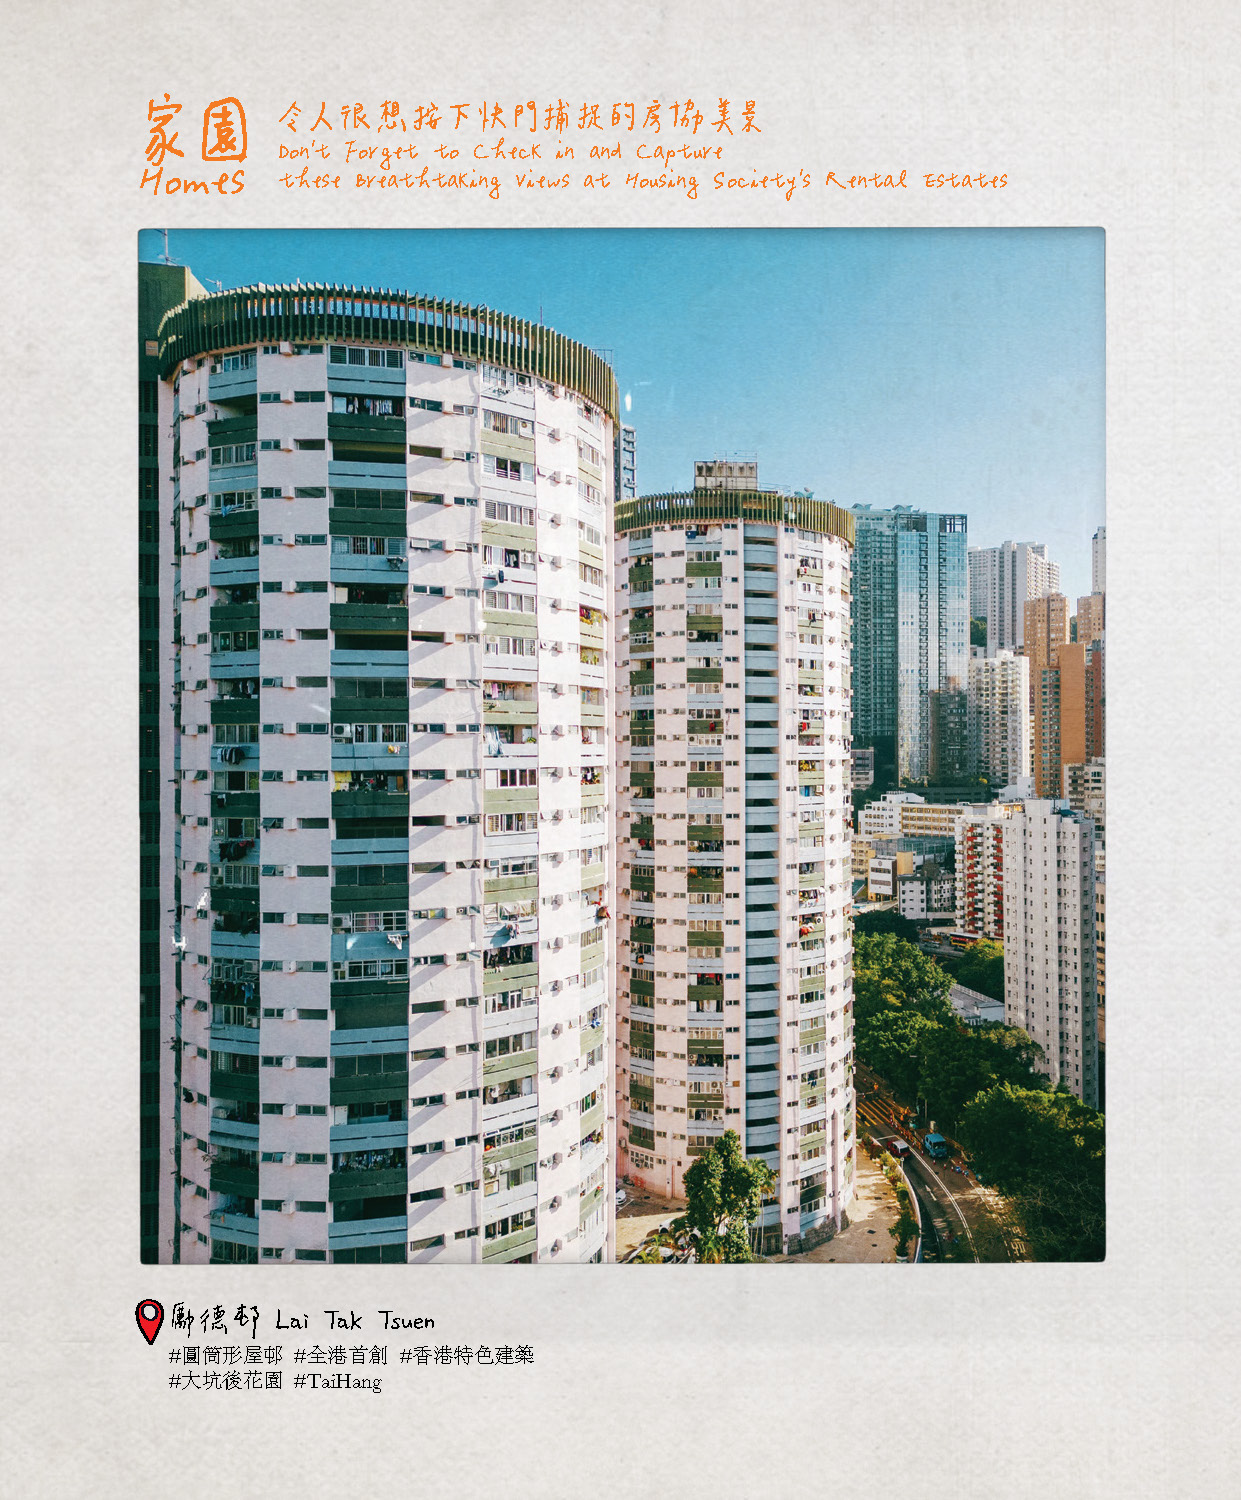 家園
Homes
令人很想按下快門捕捉的房協美景
Don't Forget to Check in and Capture
these Breathtaking Views at Housing Society's Rental Estates
勵德邨 Lai Tak Tsuen
#圓筒形屋邨 #全港首創 #香港特色建築
#大坑後花園 #TaiHang